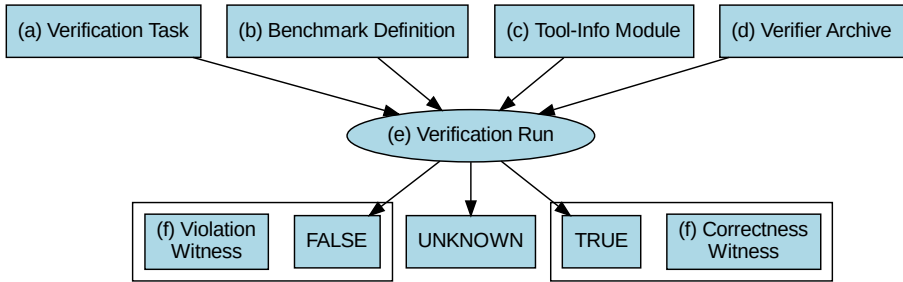 (a) Verification Task
(b) Benchmark Definition
(c) Tool-Info Module
(d) Verifier Archive
(e) Verification Run
(f) Violation
Witness
FALSE
UNKNOWN
TRUE
(f) Correctness
Witness